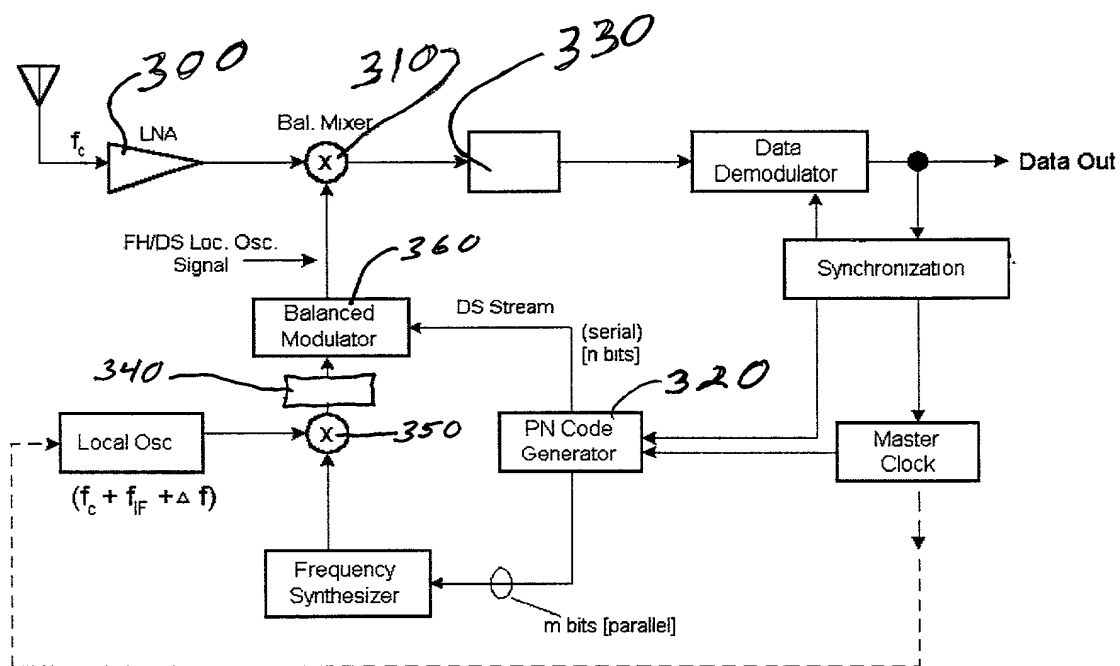 300
310
330
f_c
LNA
Bal. Mixer
X
Data
Demodulator
Data Out
FH/DS Loc. Osc.
Signal
360
Synchronization
Balanced
Modulator
DS Stream
(serial)
[n bits]
340
320
Local Osc
X
350
PN Code
Generator
Master
Clock
(f_c + f_IF + Δ f)
Frequency
Synthesizer
m bits [parallel]